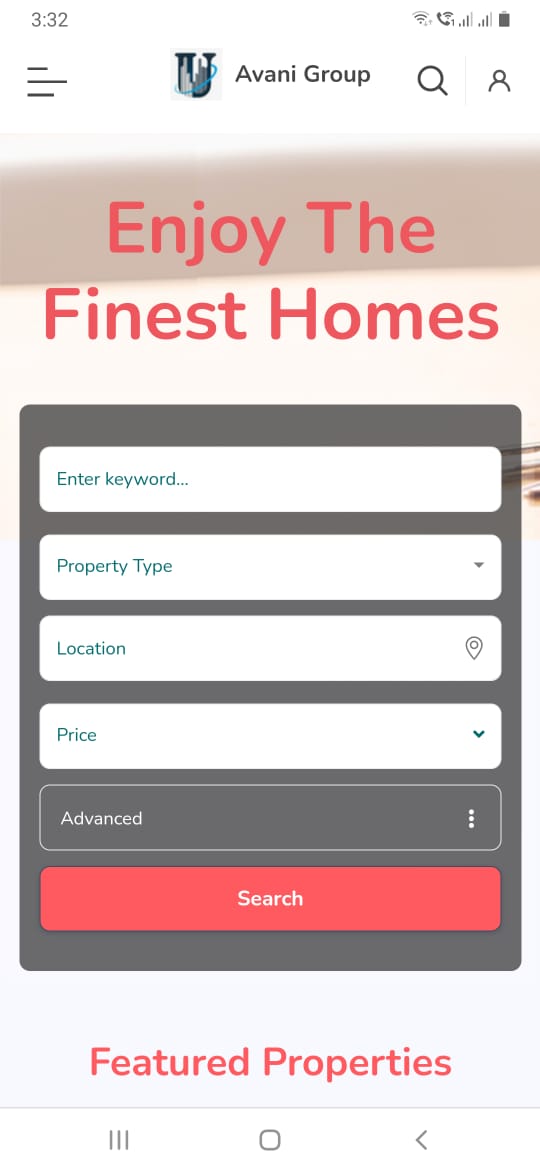 3:32
Avani Group
Enjoy The
Finest Homes
Enter keyword...
Property Type
Location
Price
Advanced
Search
Featured Properties